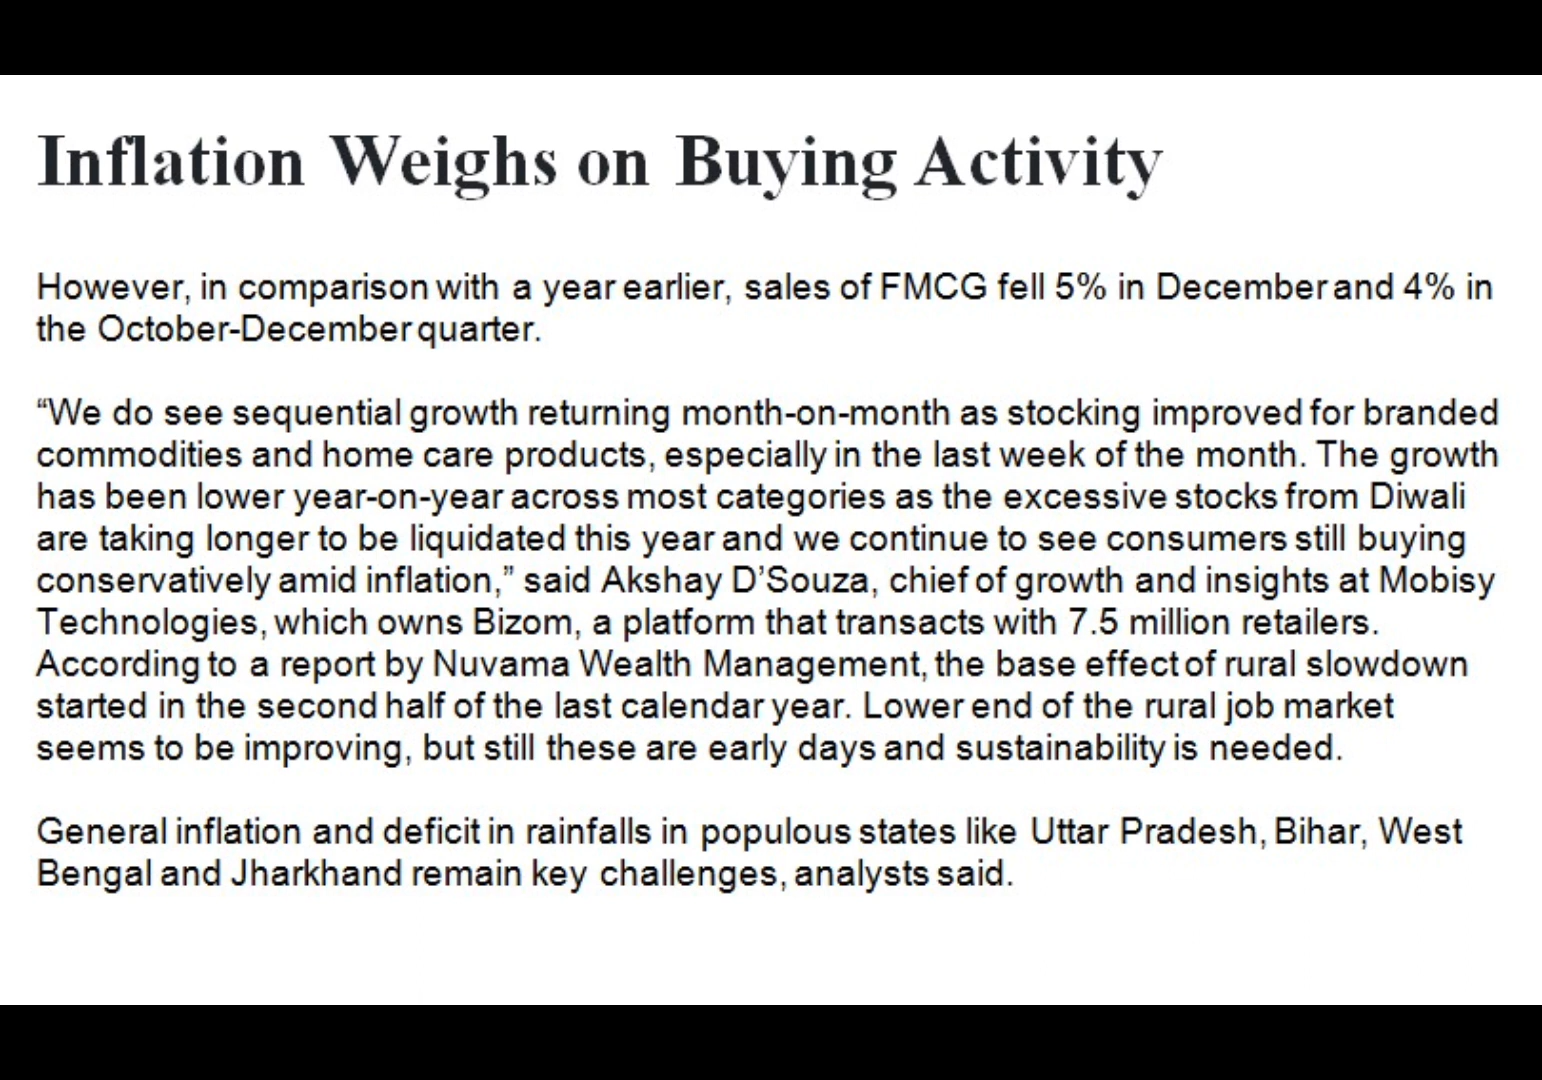 Inflation Weighs on Buying Activity
However, in comparison with a year earlier, sales of FMCG fell 5% in December and 4% in
the October-December quarter.
“We do see sequential growth returning month-on-month as stocking improved for branded
commodities and home care products, especially in the last week of the month. The growth
has been lower year-on-year across most categories as the excessive stocks from Diwali
are taking longer to be liquidated this year and we continue to see consumers still buying
conservatively amid inflation,” said Akshay D’Souza, chief of growth and insights at Mobisy
Technologies, which owns Bizom, a platform that transacts with 7.5 million retailers.
According to a report by Nuvama Wealth Management, the base effect of rural slowdown
started in the second half of the last calendar year. Lower end of the rural job market
seems to be improving, but still these are early days and sustainability is needed.
General inflation and deficit in rainfalls in populous states like Uttar Pradesh, Bihar, West
Bengal and Jharkhand remain key challenges, analysts said.